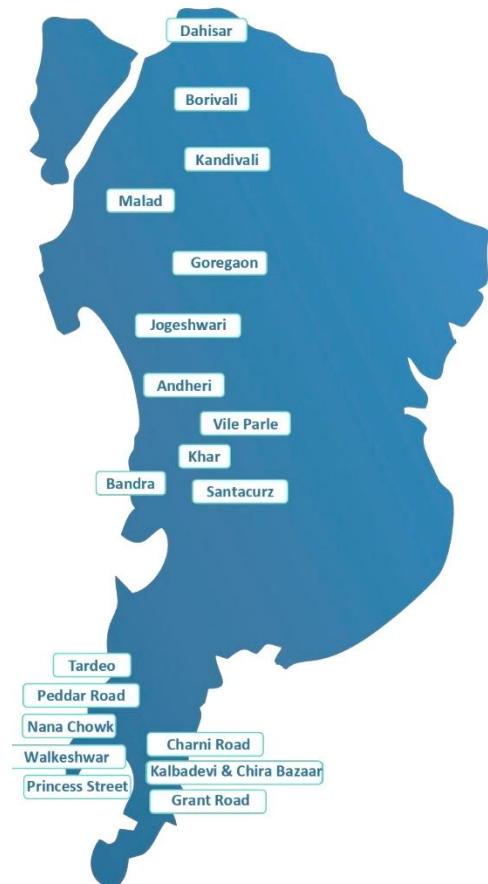 Dahisar
Borivali
Kandivali
Malad
Goregaon
Jogeshwari
Andheri
Vile Parle
Khar
Bandra
Santacurz
Tardeo
Peddar Road
Nana Chowk
Charni Road
Walkeshwar
Kalbadevi & Chira Bazaar
Princess Street
Grant Road